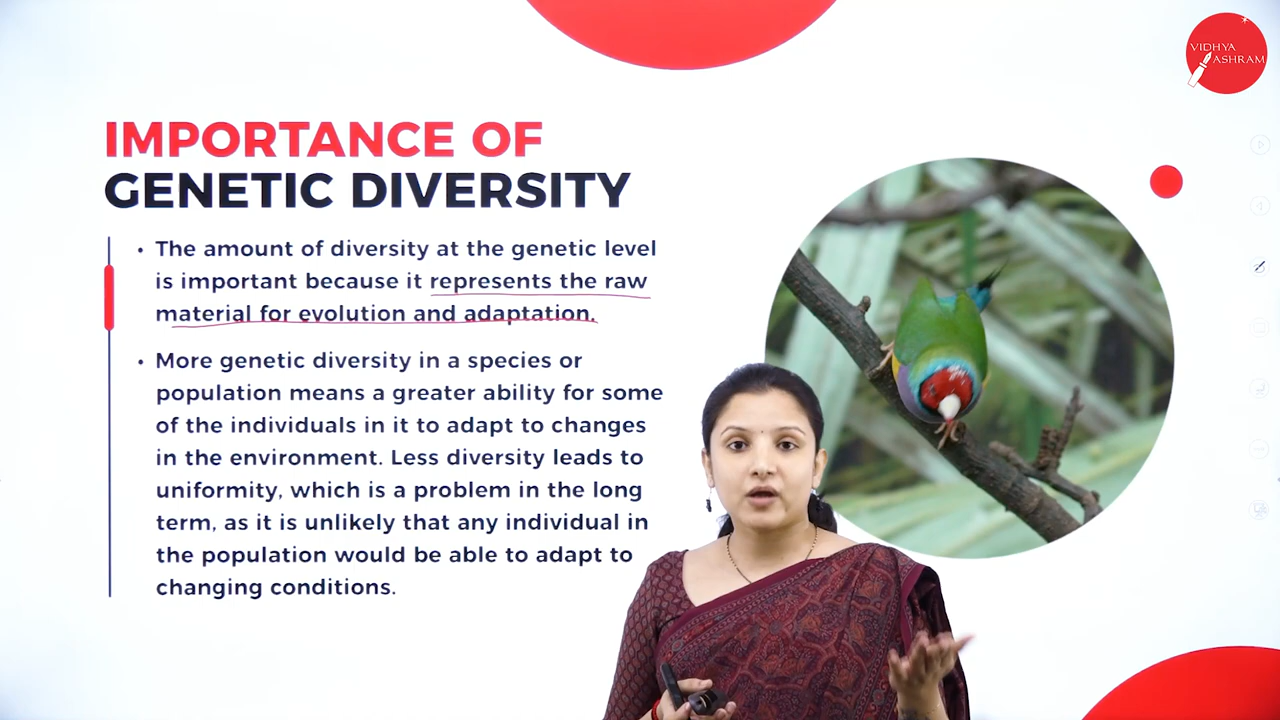 VIDHYA
ASHRAM
IMPORTANCE OF
GENETIC DIVERSITY
• The amount of diversity at the genetic level
is important because it represents the raw
material for evolution and adaptation.
• More genetic diversity in a species or
population means a greater ability for some
of the individuals in it to adapt to changes
in the environment. Less diversity leads to
uniformity, which is a problem in the long
term, as it is unlikely that any individual in
the population would be able to adapt to
changing conditions.